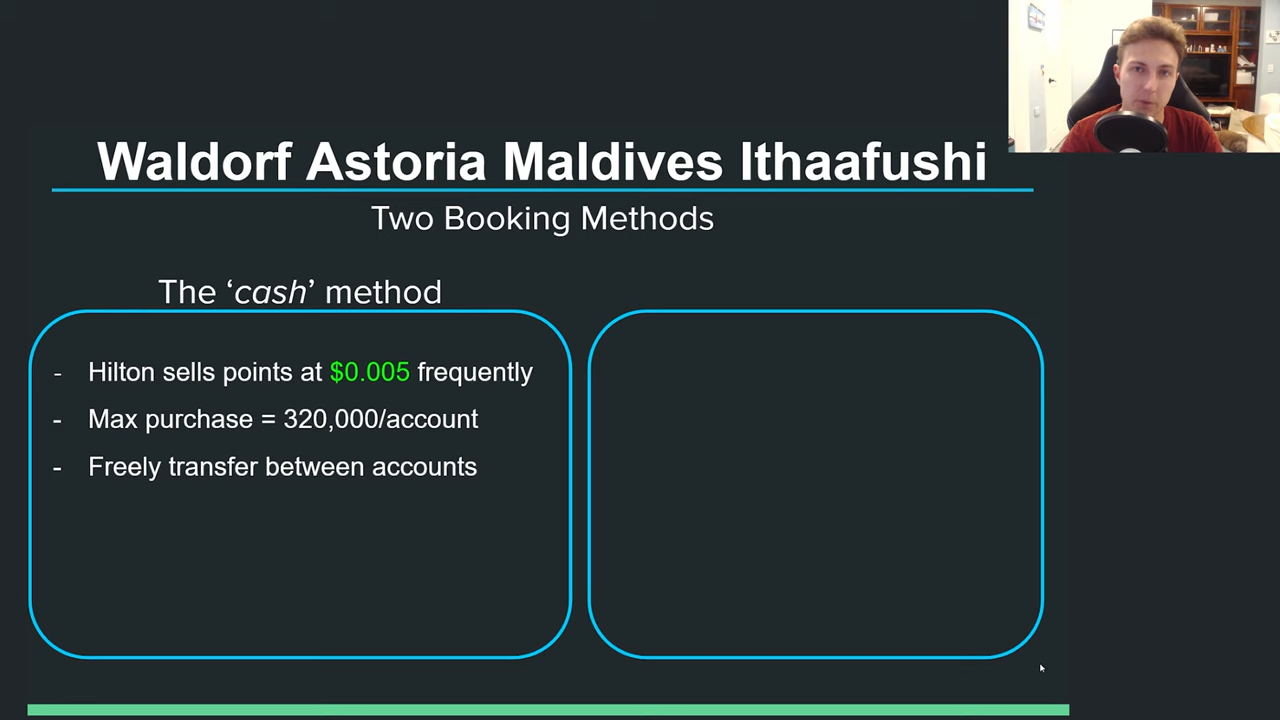 Waldorf Astoria Maldives Ithaafushi
Two Booking Methods
The ‘cash’ method
- Hilton sells points at $0.005 frequently
- Max purchase = 320,000/account
- Freely transfer between accounts